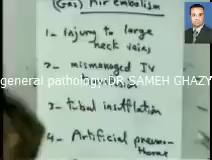 (Gas) Air embolism
1- injury to large
neck veins
2- mismanaged IV
general pathology:DR SAMEH GHAZY
3- tubal insufflation
4- Artificial pneumo-
thorax